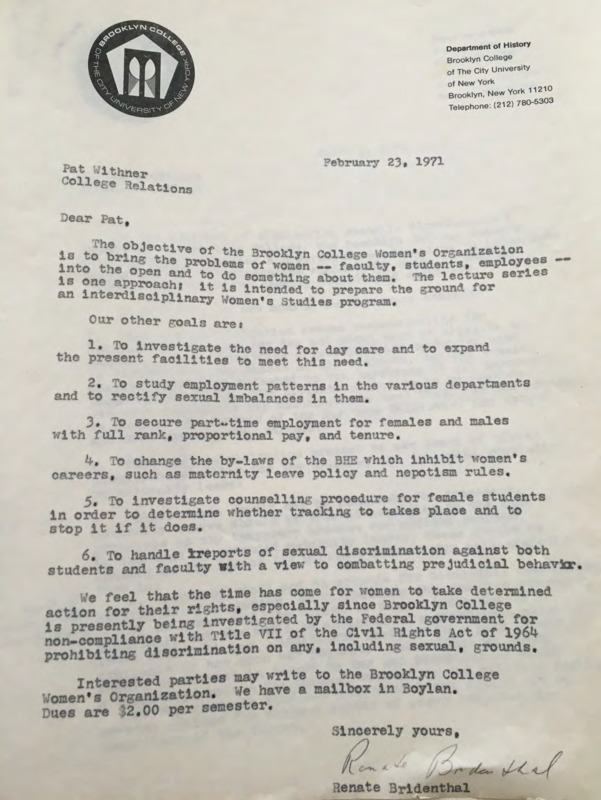 BROOKLYN COLLEGE
OF THE CITY UNIVERSITY OF NEW YORK
Department of History
Brooklyn College
of The City University
of New York
Brooklyn, New York 11210
Telephone: (212) 780-5303
February 23, 1971
Pat Withner
College Relations
Dear Pat,
The objective of the Brooklyn College Women's Organization
is to bring the problems of women -- faculty, students, employees --
into the open and to do something about them. The lecture series
is one approach; it is intended to prepare the ground for
an interdisciplinary Women's Studies program.
Our other goals are:
1. To investigate the need for day care and to expand
the present facilities to meet this need.
2. To study employment patterns in the various departments
and to rectify sexual imbalances in them.
3. To secure part-time employment for females and males
with full rank, proportional pay, and tenure.
4. To change the by-laws of the BHE which inhibit women's
careers, such as maternity leave policy and nepotism rules.
5. To investigate counselling procedure for female students
in order to determine whether tracking to takes place and to
stop it if it does.
6. To handle reports of sexual discrimination against both
students and faculty with a view to combatting prejudicial behavior.
We feel that the time has come for women to take determined
action for their rights, especially since Brooklyn College
is presently being investigated by the Federal government for
non-compliance with Title VII of the Civil Rights Act of 1964
prohibiting discrimination on any, including sexual, grounds.
Interested parties may write to the Brooklyn College
Women's Organization. We have a mailbox in Boylan.
Dues are $2.00 per semester.
Sincerely yours,
Renate Bridenthal
Renate Bridenthal